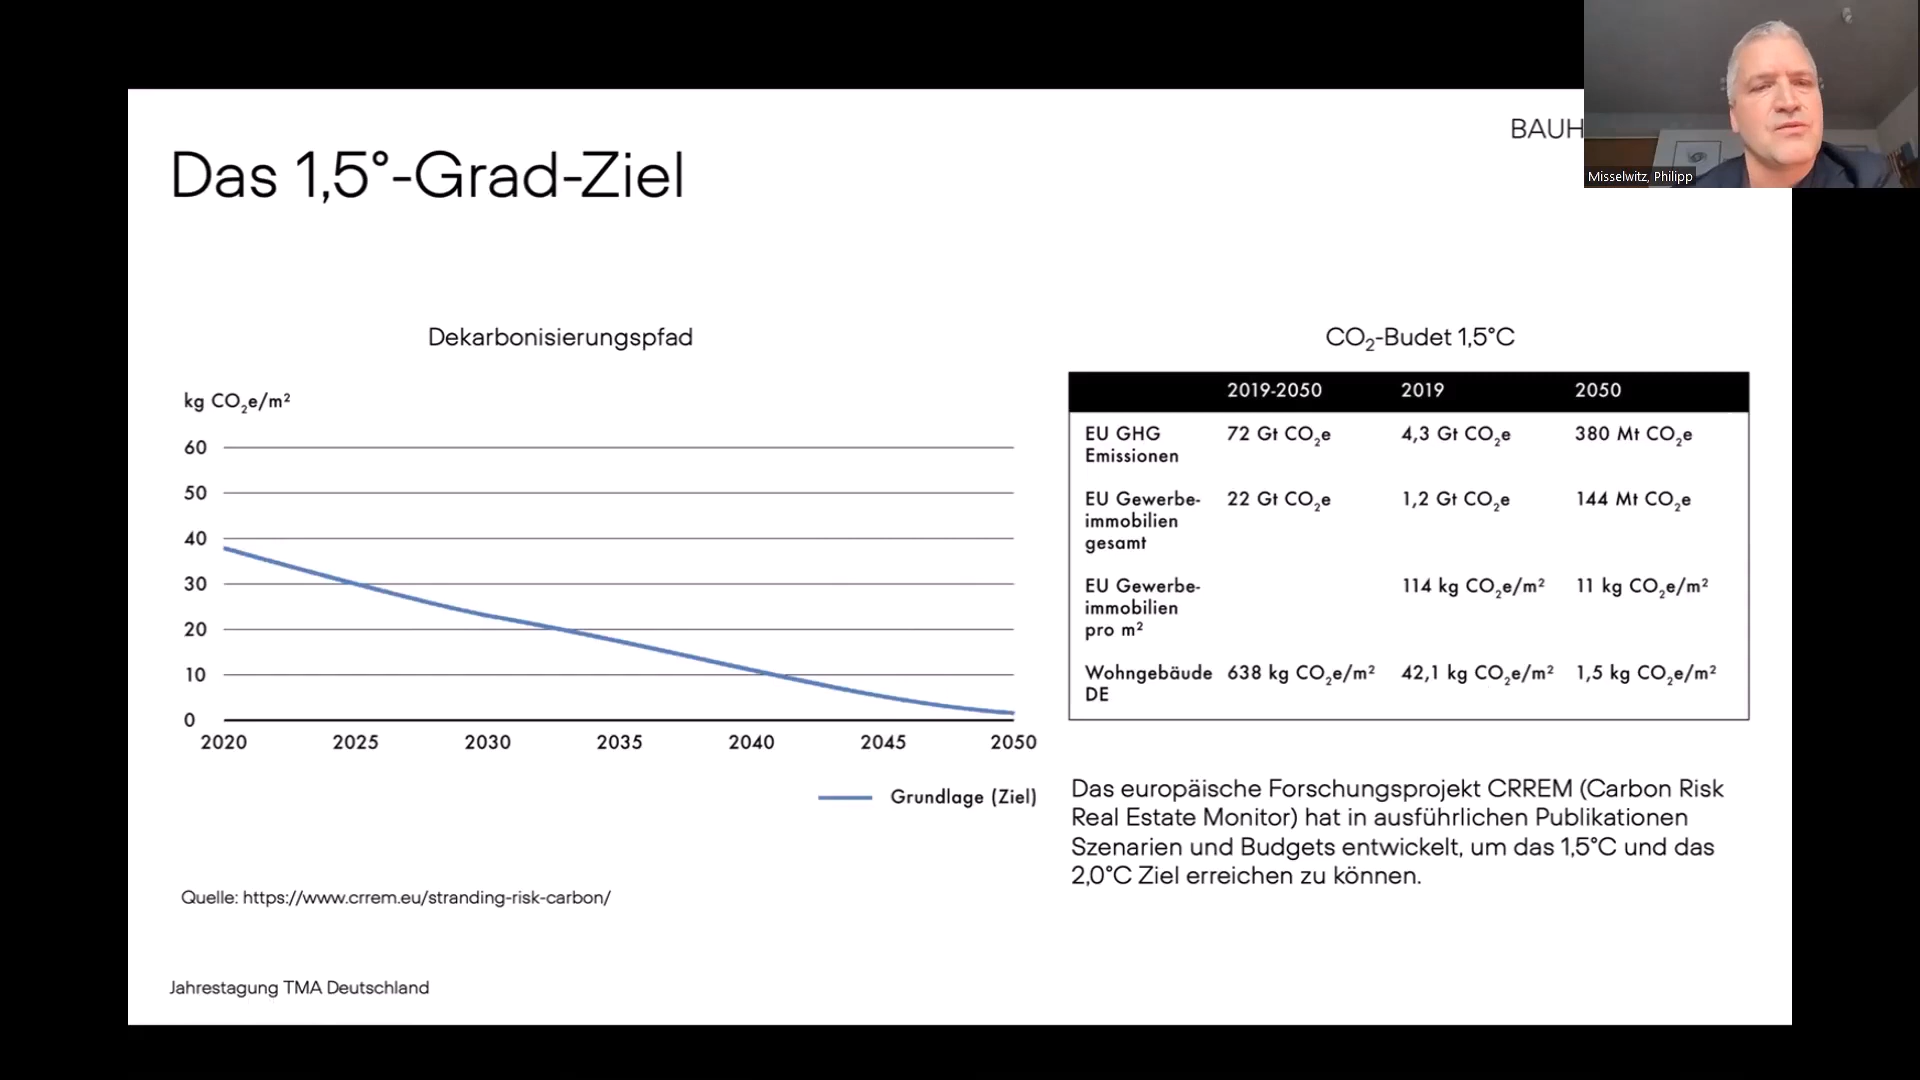 BAUH
Misselwitz, Philipp
Das 1,5°-Grad-Ziel
Dekarbonisierungspfad
kg CO₂e/m²
60
50
40
30
20
10
0
2020 2025 2030 2035 2040 2045 2050
Grundlage (Ziel)
Quelle: https://www.crrem.eu/stranding-risk-carbon/
CO₂-Budet 1,5°C
2019-2050 2019 2050
EU GHG 72 Gt CO₂e 4,3 Gt CO₂e 380 Mt CO₂e
Emissionen
EU Gewerbe- 22 Gt CO₂e 1,2 Gt CO₂e 144 Mt CO₂e
immobilien
gesamt
EU Gewerbe- 114 kg CO₂e/m² 11 kg CO₂e/m²
immobilien
pro m²
Wohngebäude 638 kg CO₂e/m² 42,1 kg CO₂e/m² 1,5 kg CO₂e/m²
DE
Das europäische Forschungsprojekt CRREM (Carbon Risk
Real Estate Monitor) hat in ausführlichen Publikationen
Szenarien und Budgets entwickelt, um das 1,5°C und das
2,0°C Ziel erreichen zu können.
Jahrestagung TMA Deutschland